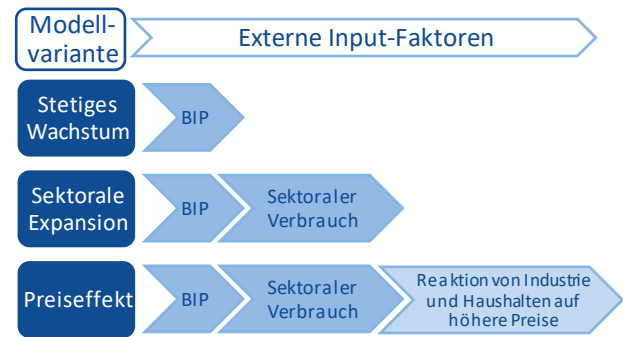 Modell-
variante
Externe Input-Faktoren
Stetiges
Wachstum
BIP
Sektorale
Expansion
BIP
Sektoraler
Verbrauch
Preiseffekt
BIP
Sektoraler
Verbrauch
Reaktion von Industrie
und Haushalten auf
höhere Preise